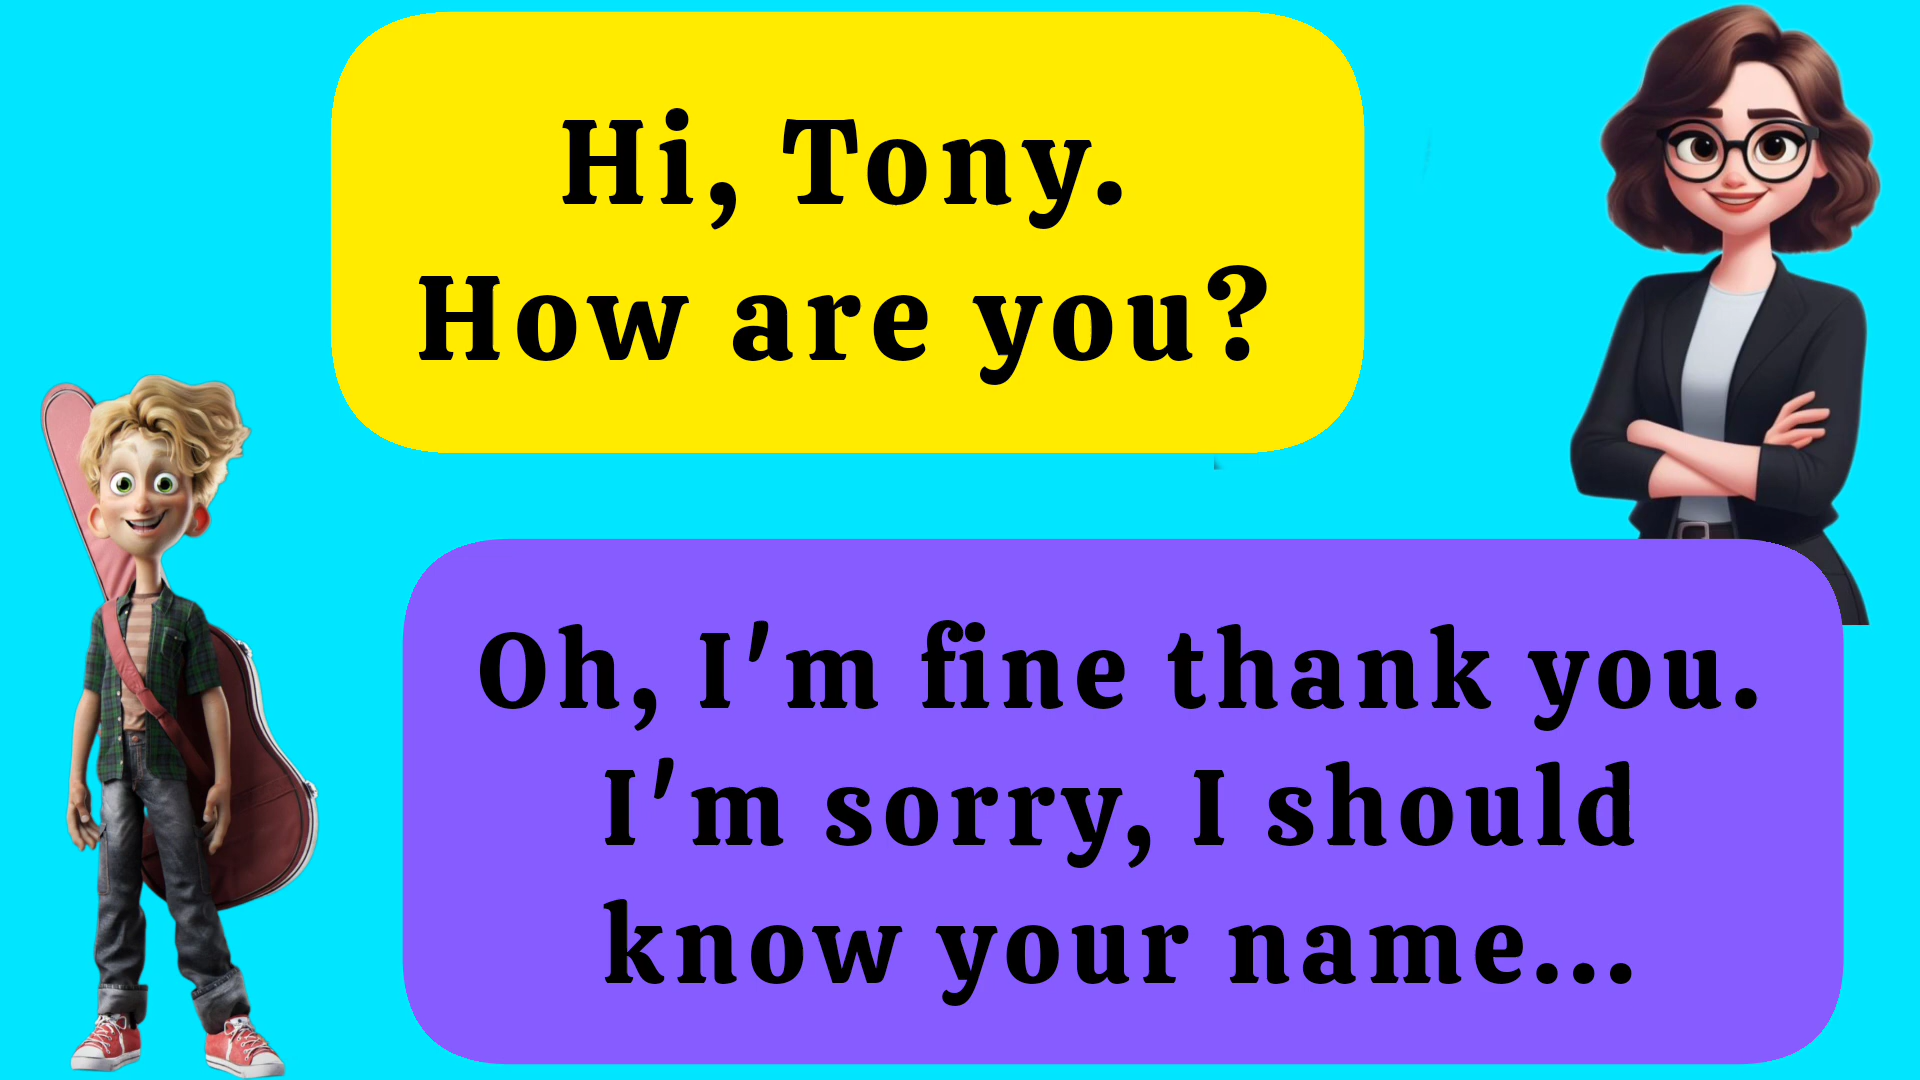 Hi, Tony.
How are you?
Oh, I'm fine thank you.
I'm sorry, I should
know your name...